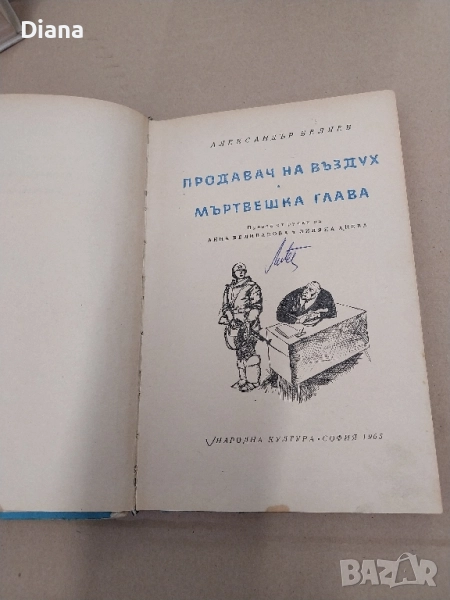 Diana
АЛЕКСАНДЪР БЕЛЯЕВ
ПРОДАВАЧ НА ВЪЗДУХ
МЪРТВЕШКА ГЛАВА
НАРОДНА КУЛТУРА • СОФИЯ 1965
BAZAR